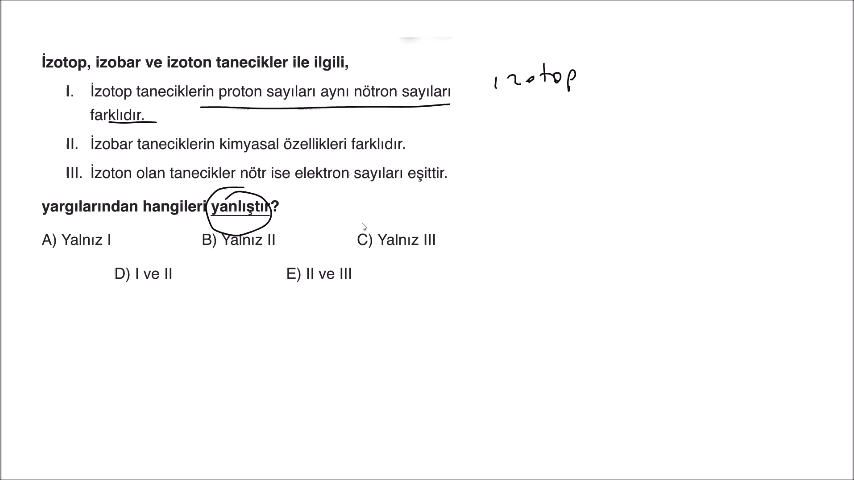 İzotop, izobar ve izoton tanecikler ile ilgili,
I. İzotop taneciklerin proton sayıları aynı nötron sayıları
farklıdır.
II. İzobar taneciklerin kimyasal özellikleri farklıdır.
III. İzoton olan tanecikler nötr ise elektron sayıları eşittir.
yargılarından hangileri yanlıştır?
A) Yalnız I B) Yalnız II C) Yalnız III
D) I ve II E) II ve III
ızotop